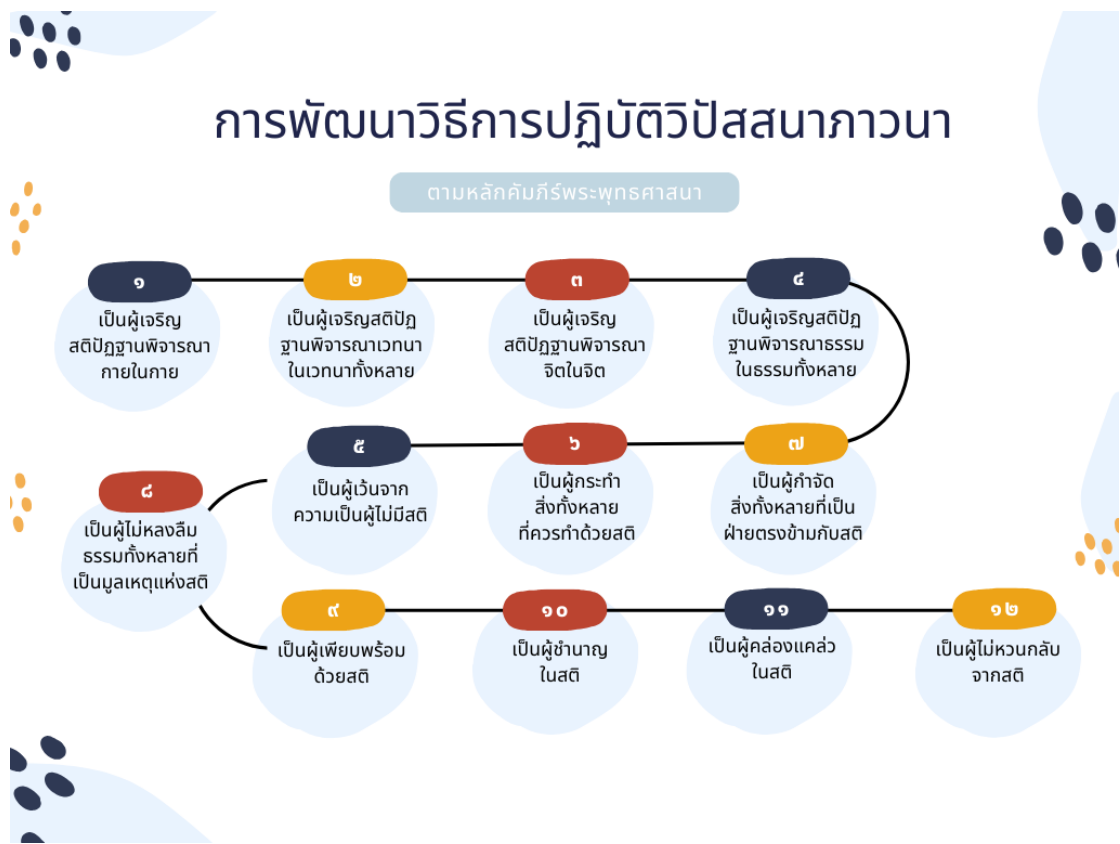 การพัฒนาวิธีการปฏิบัติวิปัสสนาภาวนา
ตามหลักคัมภีร์พระพุทธศาสนา
๑
เป็นผู้เจริญ
สติปัฏฐานพิจารณา
กายในกาย
๒
เป็นผู้เจริญสติปัฏ
ฐานพิจารณาเวทนา
ในเวทนาทั้งหลาย
๓
เป็นผู้เจริญ
สติปัฏฐานพิจารณา
จิตในจิต
๔
เป็นผู้เจริญสติปัฏ
ฐานพิจารณาธรรม
ในธรรมทั้งหลาย
๕
เป็นผู้เว้นจาก
ความเป็นผู้ไม่มีสติ
๖
เป็นผู้กระทำ
สิ่งทั้งหลาย
ที่ควรทำด้วยสติ
๗
เป็นผู้กำจัด
สิ่งทั้งหลายที่เป็น
ฝ่ายตรงข้ามกับสติ
๘
เป็นผู้ไม่หลงลืม
ธรรมทั้งหลายที่
เป็นมูลเหตุแห่งสติ
๙
เป็นผู้เพียบพร้อม
ด้วยสติ
๑๐
เป็นผู้ชำนาญ
ในสติ
๑๑
เป็นผู้คล่องแคล่ว
ในสติ
๑๒
เป็นผู้ไม่หวนกลับ
จากสติ